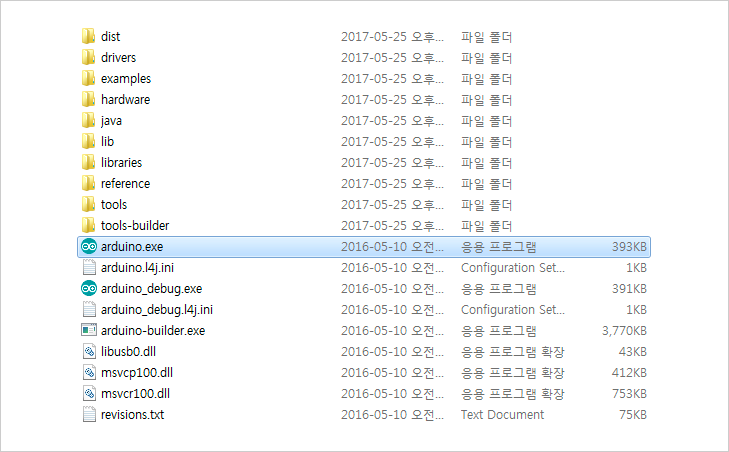 dist 2017-05-25 오후... 파일 폴더
drivers 2017-05-25 오후... 파일 폴더
examples 2017-05-25 오후... 파일 폴더
hardware 2017-05-25 오후... 파일 폴더
java 2017-05-25 오후... 파일 폴더
lib 2017-05-25 오후... 파일 폴더
libraries 2017-05-25 오후... 파일 폴더
reference 2017-05-25 오후... 파일 폴더
tools 2017-05-25 오후... 파일 폴더
tools-builder 2017-05-25 오후... 파일 폴더
arduino.exe 2016-05-10 오전... 응용 프로그램 393KB
arduino.l4j.ini 2016-05-10 오전... Configuration Set... 1KB
arduino_debug.exe 2016-05-10 오전... 응용 프로그램 391KB
arduino_debug.l4j.ini 2016-05-10 오전... Configuration Set... 1KB
arduino-builder.exe 2016-05-10 오전... 응용 프로그램 3,770KB
libusb0.dll 2016-05-10 오전... 응용 프로그램 확장 43KB
msvcp100.dll 2016-05-10 오전... 응용 프로그램 확장 412KB
msvcr100.dll 2016-05-10 오전... 응용 프로그램 확장 753KB
revisions.txt 2016-05-10 오전... Text Document 75KB